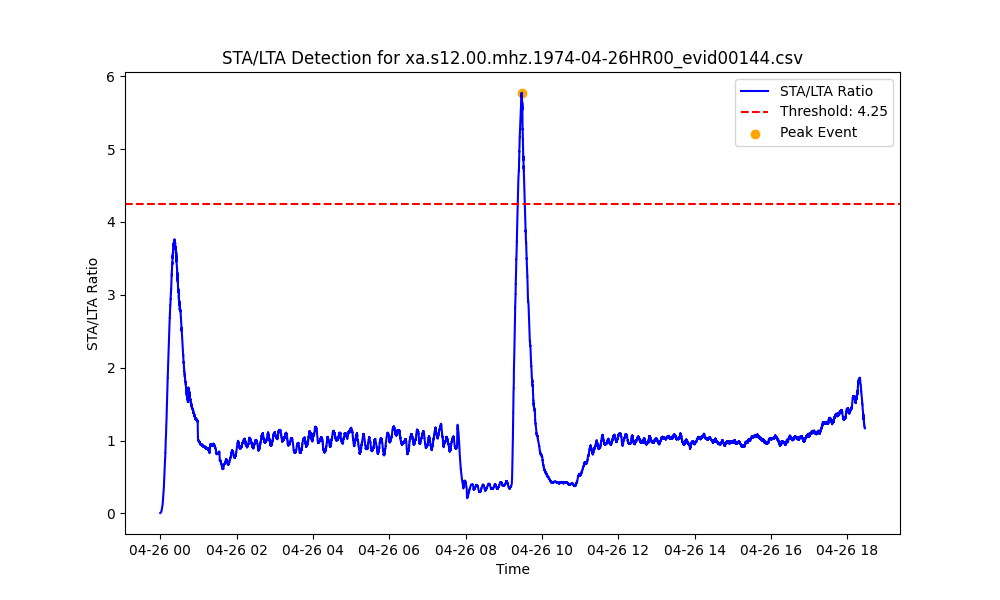 STA/LTA Detection for xa.s12.00.mhz.1974-04-26HR00_evid00144.csv
STA/LTA Ratio
Threshold: 4.25
Peak Event
6
5
4
3
2
1
0
STA/LTA Ratio
04-26 00 04-26 02 04-26 04 04-26 06 04-26 08 04-26 10 04-26 12 04-26 14 04-26 16 04-26 18
Time